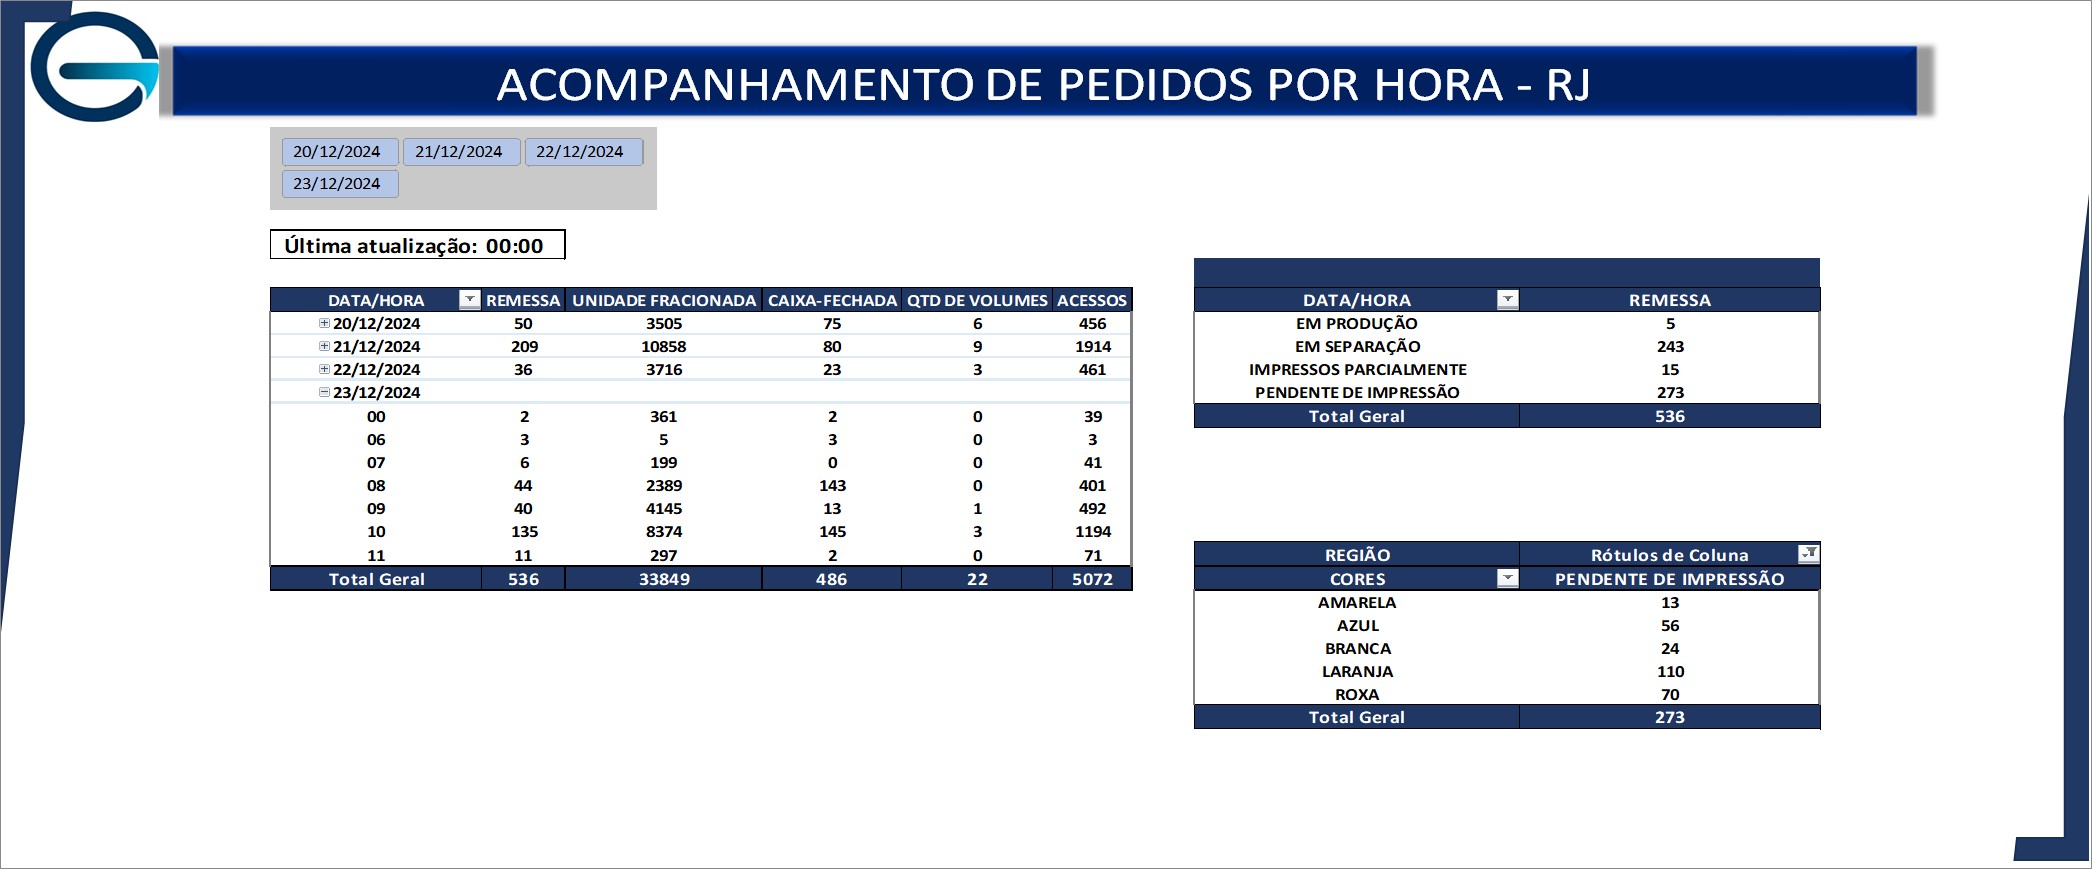 ACOMPANHAMENTO DE PEDIDOS POR HORA - RJ
20/12/2024 21/12/2024 22/12/2024
23/12/2024
Última atualização: 00:00
DATA/HORA REMESSA UNIDADE FRACIONADA CAIXA-FECHADA QTD DE VOLUMES ACESSOS
20/12/2024 50 3505 75 6 456
21/12/2024 209 10858 80 9 1914
22/12/2024 36 3716 23 3 461
23/12/2024
00 2 361 2 0 39
06 3 5 3 0 3
07 6 199 0 0 41
08 44 2389 143 0 401
09 40 4145 13 1 492
10 135 8374 145 3 1194
11 11 297 2 0 71
Total Geral 536 33849 486 22 5072
DATA/HORA REMESSA
EM PRODUÇÃO 5
EM SEPARAÇÃO 243
IMPRESSOS PARCIALMENTE 15
PENDENTE DE IMPRESSÃO 273
Total Geral 536
REGIÃO Rótulos de Coluna
CORES PENDENTE DE IMPRESSÃO
AMARELA 13
AZUL 56
BRANCA 24
LARANJA 110
ROXA 70
Total Geral 273